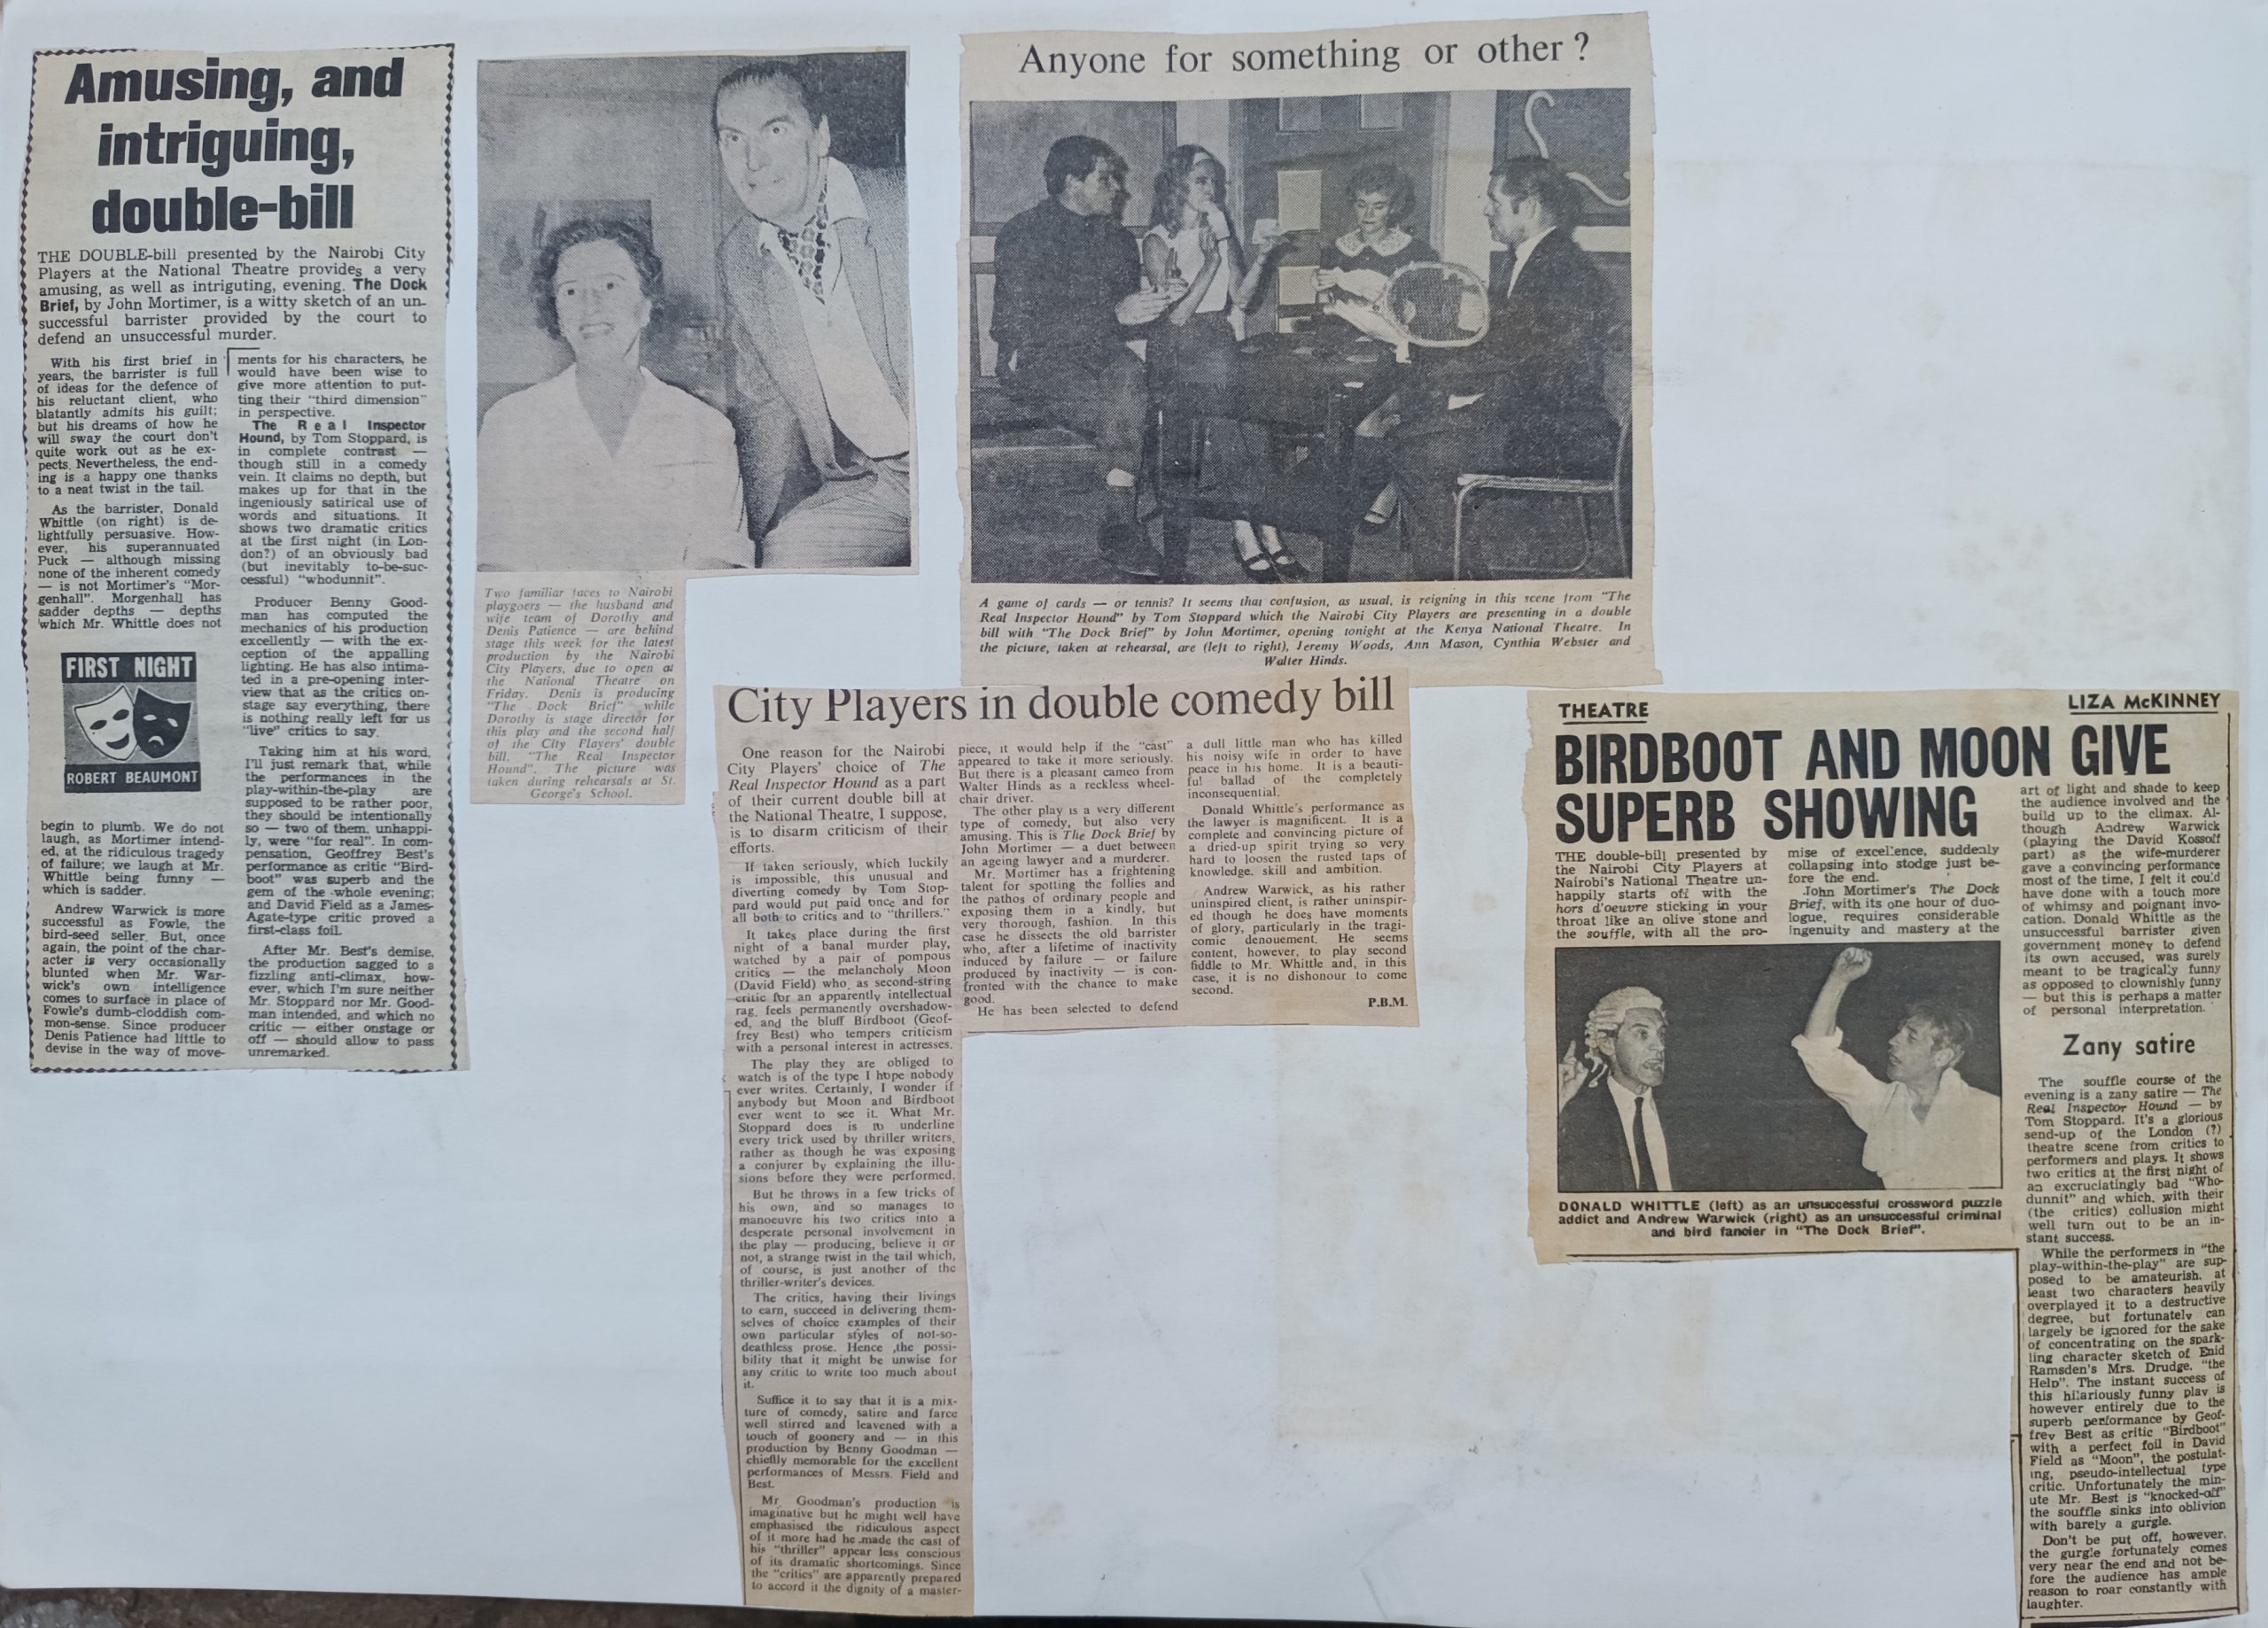 Amusing, and
intriguing,
double-bill
THE DOUBLE-bill presented by the Nairobi City
Players at the National Theatre provides a very
amusing, as well as intriguting, evening. The Dock
Brief, by John Mortimer, is a witty sketch of an un-
successful barrister provided by the court to
defend an unsuccessful murder.
With his first brief in
years, the barrister is full
of ideas for the defence of
his reluctant client, who
blatantly admits his guilt;
but his dreams of how he
will sway the court don't
quite work out as he ex-
pects. Nevertheless, the end-
ing is a happy one thanks
to a neat twist in the tail.
As the barrister, Donald
Whittle (on right) is de-
lightfully persuasive. How-
ever, his superannuated
Puck — although missing
none of the inherent comedy
— is not Mortimer's "Mor-
genhall". Morgenhall has
sadder depths — depths
which Mr. Whittle does not
FIRST NIGHT
ROBERT BEAUMONT
begin to plumb. We do not
laugh, as Mortimer intend-
ed, at the ridiculous tragedy
of failure; we laugh at Mr.
Whittle being funny —
which is sadder.
Andrew Warwick is more
successful as Fowle, the
bird-seed seller. But, once
again, the point of the char-
acter is very occasionally
blunted when Mr. War-
wick's own intelligence
comes to surface in place of
Fowle's dumb-cloddish com-
mon-sense. Since producer
Denis Patience had little to
devise in the way of move-
ments for his characters, he
would have been wise to
give more attention to put-
ting their "third dimension"
in perspective.
The Real Inspector
Hound, by Tom Stoppard, is
in complete contrast —
though still in a comedy
vein. It claims no depth, but
makes up for that in the
ingeniously satirical use of
words and situations. It
shows two dramatic critics
at the first night (in Lon-
don?) of an obviously bad
(but inevitably to-be-suc-
cessful) "whodunnit".
Producer Benny Good-
man has computed the
mechanics of his production
excellently — with the ex-
ception of the appalling
lighting. He has also intima-
ted in a pre-opening inter-
view that as the critics on-
stage say everything, there
is nothing really left for us
"live" critics to say.
Taking him at his word,
I'll just remark that, while
the performances in the
play-within-the-play are
supposed to be rather poor,
they should be intentionally
so — two of them, unhappi-
ly, were "for real". In com-
pensation, Geoffrey Best's
performance as critic "Bird-
boot" was superb and the
gem of the whole evening;
and David Field as a James-
Agate-type critic proved a
first-class foil.
After Mr. Best's demise,
the production sagged to a
fizzling anti-climax, how-
ever, which I'm sure neither
Mr. Stoppard nor Mr. Good-
man intended, and which no
critic — either onstage or
off — should allow to pass
unremarked.
Two familiar faces to Nairobi
playgoers — the husband and
wife team of Dorothy and
Denis Patience — are behind
stage this week for the latest
production by the Nairobi
City Players, due to open at
the National Theatre on
Friday. Denis is producing
"The Dock Brief" while
Dorothy is stage director for
this play and the second half
of the City Players' double
bill, "The Real Inspector
Hound". The picture was
taken during rehearsals at St.
George's School.
Anyone for something or other?
A game of cards — or tennis? It seems that confusion, as usual, is reigning in this scene from "The
Real Inspector Hound" by Tom Stoppard which the Nairobi City Players are presenting in a double
bill with "The Dock Brief" by John Mortimer, opening tonight at the Kenya National Theatre. In
the picture, taken at rehearsal, are (left to right), Jeremy Woods, Ann Mason, Cynthia Webster and
Walter Hinds.
City Players in double comedy bill
One reason for the Nairobi
City Players' choice of The
Real Inspector Hound as a part
of their current double bill at
the National Theatre, I suppose,
is to disarm criticism of their
efforts.
If taken seriously, which luckily
is impossible, this unusual and
diverting comedy by Tom Stop-
pard would put paid once and for
all both to critics and to "thrillers."
It takes place during the first
night of a banal murder play,
watched by a pair of pompous
critics — the melancholy Moon
(David Field) who, as second-string
critic for an apparently intellectual
rag, feels permanently overshadow-
ed, and the bluff Birdboot (Geof-
frey Best) who tempers criticism
with a personal interest in actresses.
The play they are obliged to
watch is of the type I hope nobody
ever writes. Certainly, I wonder if
anybody but Moon and Birdboot
ever went to see it. What Mr.
Stoppard does is to underline
every trick used by thriller writers,
rather as though he was exposing
a conjurer by explaining the illu-
sions before they were performed.
But he throws in a few tricks of
his own, and so manages to
manoeuvre his two critics into a
desperate personal involvement in
the play — producing, believe it or
not, a strange twist in the tail which,
of course, is just another of the
thriller-writer's devices.
The critics, having their livings
to earn, succeed in delivering them-
selves of choice examples of their
own particular styles of not-so-
deathless prose. Hence ,the possi-
bility that it might be unwise for
any critic to write too much about
it.
Suffice it to say that it is a mix-
ture of comedy, satire and farce
well stirred and leavened with a
touch of goonery and — in this
production by Benny Goodman —
chieflly memorable for the excellent
performances of Messrs. Field and
Best.
Mr. Goodman's production is
imaginative but he might well have
emphasised the ridiculous aspect
of it more had he made the cast of
his "thriller" appear less conscious
of its dramatic shortcomings. Since
the "critics" are apparently prepared
to accord it the dignity of a master-
piece, it would help if the "cast"
appeared to take it more seriously.
But there is a pleasant cameo from
Walter Hinds as a reckless wheel-
chair driver.
The other play is a very different
type of comedy, but also very
amusing. This is The Dock Brief by
John Mortimer — a duet between
an ageing lawyer and a murderer.
Mr. Mortimer has a frightening
talent for spotting the follies and
the pathos of ordinary people and
exposing them in a kindly, but
very thorough, fashion. In this
case he dissects the old barrister
who, after a lifetime of inactivity
induced by failure — or failure
produced by inactivity — is con-
fronted with the chance to make
good.
He has been selected to defend
a dull little man who has killed
his noisy wife in order to have
peace in his home. It is a beauti-
ful ballad of the completely
inconsequential.
Donald Whittle's performance as
the lawyer is magnificent. It is a
complete and convincing picture of
a dried-up spirit trying so very
hard to loosen the rusted taps of
knowledge, skill and ambition.
Andrew Warwick, as his rather
uninspired client, is rather uninspir-
ed though he does have moments
of glory, particularly in the tragi-
comic denouement. He seems
content, however, to play second
fiddle to Mr. Whittle and, in this
case, it is no dishonour to come
second.
P.B.M.
THEATRE
LIZA McKINNEY
BIRDBOOT AND MOON GIVE
SUPERB SHOWING
THE double-bill presented by
the Nairobi City Players at
Nairobi's National Theatre un-
happily starts off with the
hors d'oeuvre sticking in your
throat like an olive stone and
the souffle, with all the pro-
mise of excellence, suddenly
collapsing into stodge just be-
fore the end.
John Mortimer's The Dock
Brief, with its one hour of duo-
logue, requires considerable
ingenuity and mastery at the
DONALD WHITTLE (left) as an unsuccessful crossword puzzle
addict and Andrew Warwick (right) as an unsuccessful criminal
and bird fancier in "The Dock Brief".
art of light and shade to keep
the audience involved and the
build up to the climax. Al-
though Andrew Warwick
(playing the David Kossoff
part) as the wife-murderer
gave a convincing performance
most of the time, I felt it could
have done with a touch more
of whimsy and poignant invo-
cation. Donald Whittle as the
unsuccessful barrister given
government money to defend
its own accused, was surely
meant to be tragically funny
as opposed to clownishly funny
— but this is perhaps a matter
of personal interpretation.
Zany satire
The souffle course of the
evening is a zany satire — The
Real Inspector Hound — by
Tom Stoppard. It's a glorious
send-up of the London (?)
theatre scene from critics to
performers and plays. It shows
two critics at the first night of
an excruciatingly bad "Who-
dunnit" and which, with their
(the critics) collusion might
well turn out to be an in-
stant success.
While the performers in "the
play-within-the-play" are sup-
posed to be amateurish, at
least two characters heavily
overplayed it to a destructive
degree, but fortunately can
largely be ignored for the sake
of concentrating on the spark-
ling character sketch of Enid
Ramsden's Mrs. Drudge, "the
Help". The instant success of
this hilariously funny play is
however entirely due to the
superb performance by Geof-
frey Best as critic "Birdboot"
with a perfect foil in David
Field as "Moon", the postulat-
ing, pseudo-intellectual type
critic. Unfortunately the min-
ute Mr. Best is "knocked-off"
the souffle sinks into oblivion
with barely a gurgle.
Don't be put off, however,
the gurgle fortunately comes
very near the end and not be-
fore the audience has ample
reason to roar constantly with
laughter.